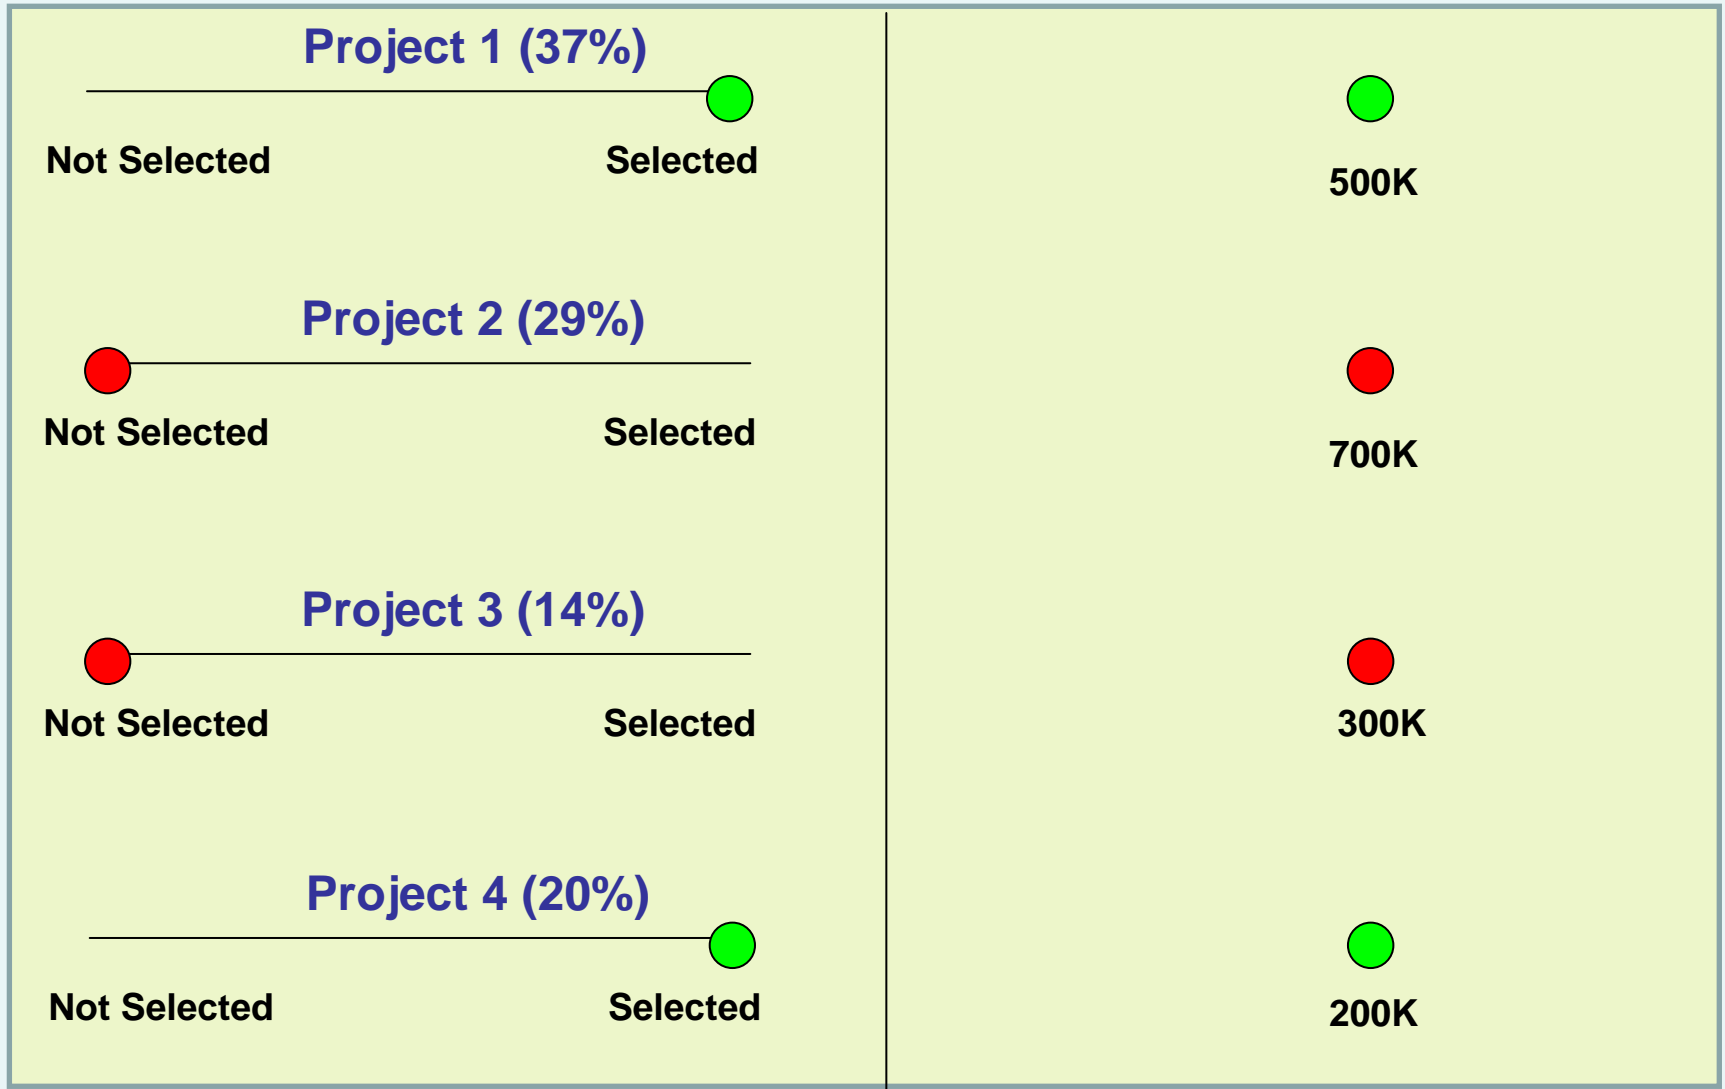 Project 1 (37%)
Not Selected Selected
500K
Project 2 (29%)
Not Selected Selected
700K
Project 3 (14%)
Not Selected Selected
300K
Project 4 (20%)
Not Selected Selected
200K